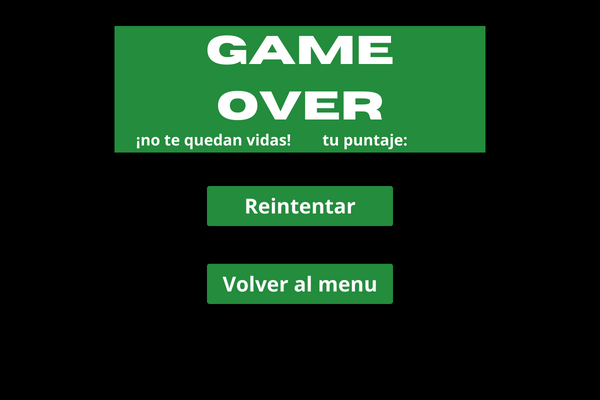 GAME
OVER
¡no te quedan vidas! tu puntaje:
Reintentar
Volver al menu